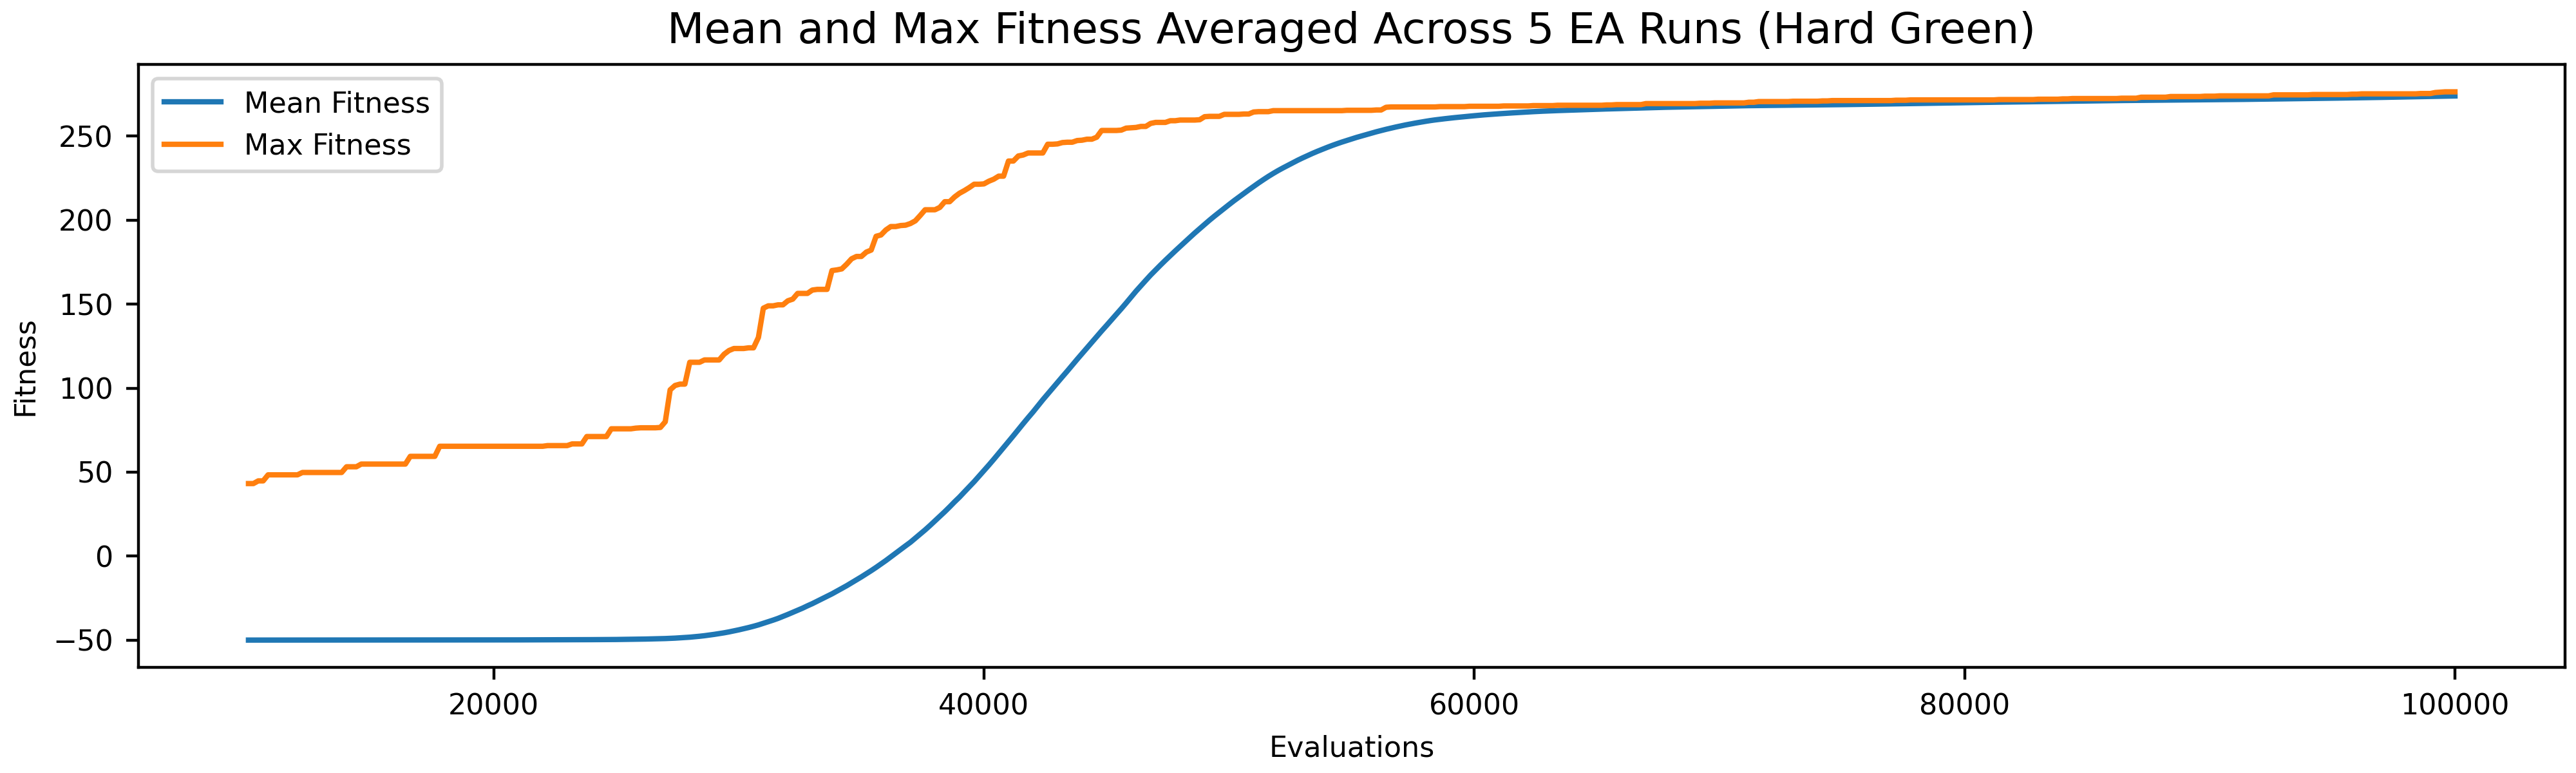 Mean and Max Fitness Averaged Across 5 EA Runs (Hard Green)
Mean Fitness
Max Fitness
Fitness
250
200
150
100
50
0
−50
20000
40000
60000
80000
100000
Evaluations